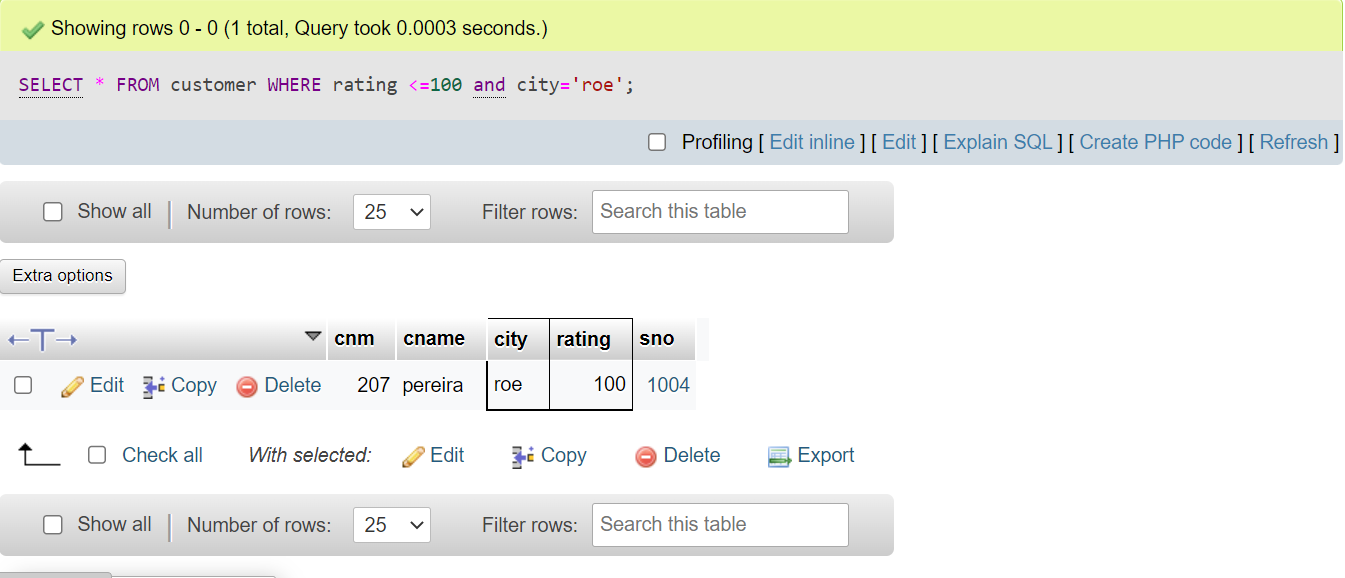 Showing rows 0 - 0 (1 total, Query took 0.0003 seconds.)
SELECT * FROM customer WHERE rating <=100 and city='roe';
Profiling [ Edit inline ] [ Edit ] [ Explain SQL ] [ Create PHP code ] [ Refresh ]
Show all | Number of rows: 25 Filter rows: Search this table
Extra options
←T→ cnm cname city rating sno
Edit Copy Delete 207 pereira roe 100 1004
Check all With selected: Edit Copy Delete Export
Show all | Number of rows: 25 Filter rows: Search this table